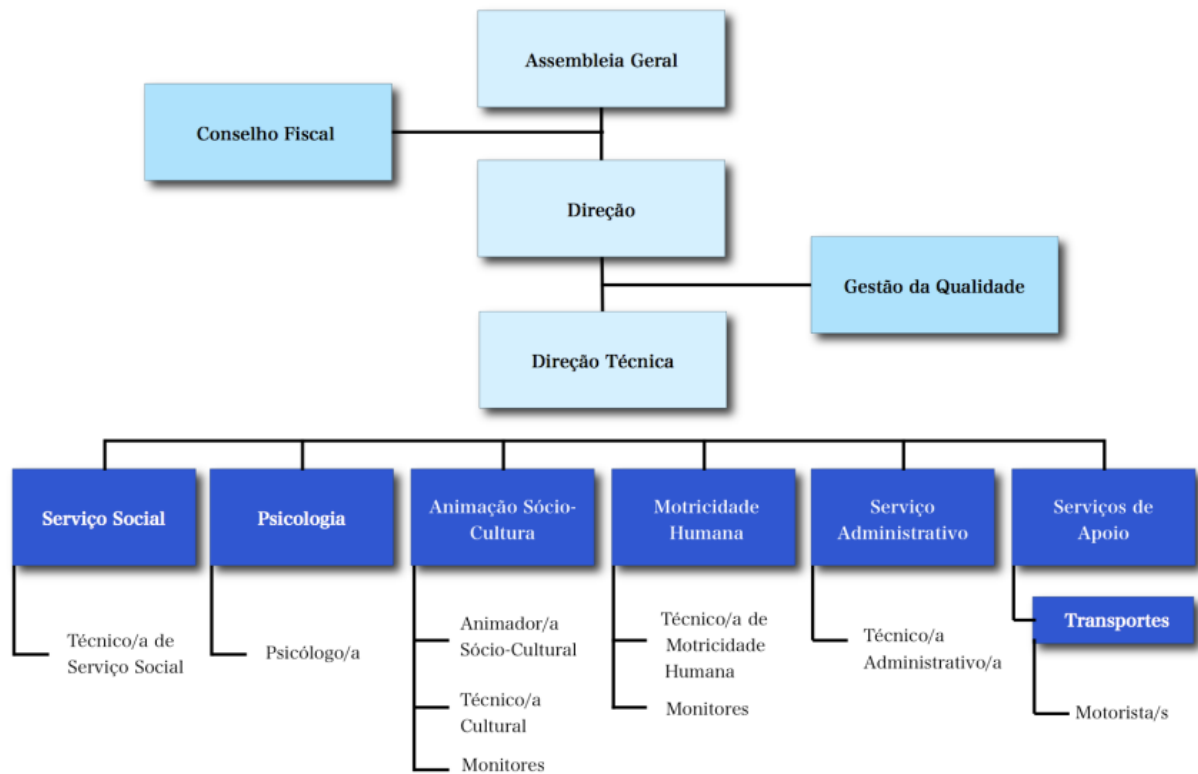 Assembleia Geral
Conselho Fiscal
Direção
Gestão da Qualidade
Direção Técnica
Serviço Social
Psicologia
Animação Sócio-
Cultura
Motricidade
Humana
Serviço
Administrativo
Serviços de
Apoio
Técnico/a de
Serviço Social
Psicólogo/a
Animador/a
Sócio-Cultural
Técnico/a
Cultural
Monitores
Técnico/a de
Motricidade
Humana
Monitores
Técnico/a
Administrativo/a
Transportes
Motorista/s